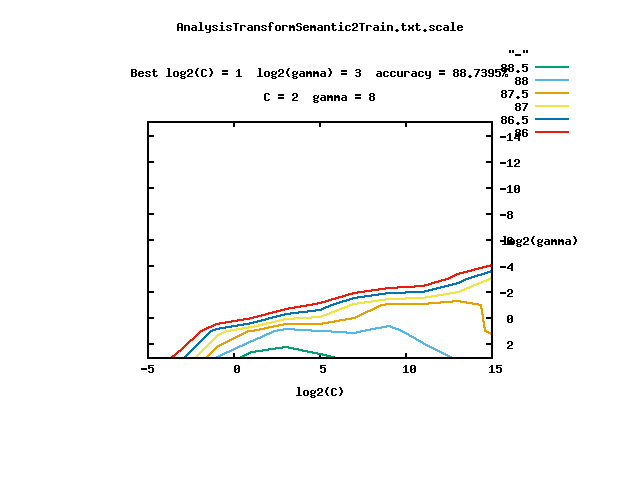 AnalysisTransformSemantic2Train.txt.scale
"-"
Best log2(C) = 1 log2(gamma) = 3 accuracy = 88.7395%
C = 2 gamma = 8
88.5
88
87.5
87
86.5
86
-14
-12
-10
-8
-6
log2(gamma)
-4
-2
0
2
-5 0 5 10 15
log2(C)